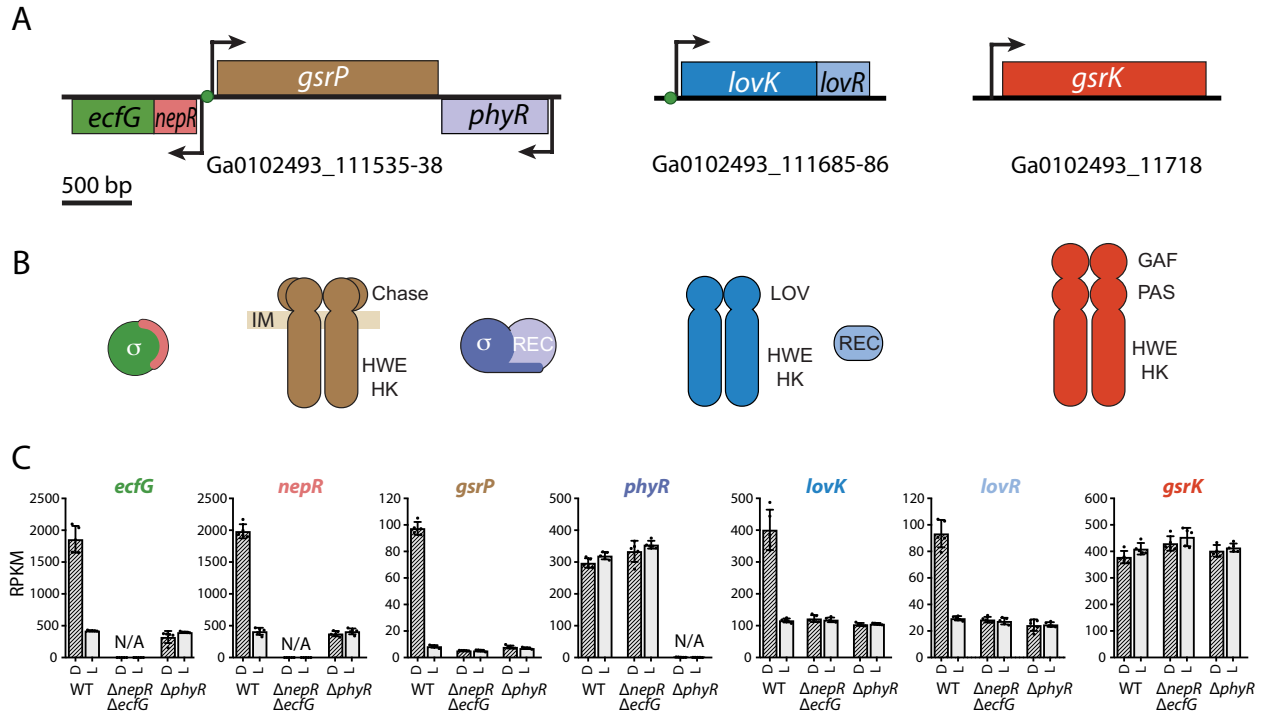 A
gsrP
lovK
lovR
gsrK
ecfG
nepR
phyR
Ga0102493_111535-38
Ga0102493_111685-86
Ga0102493_11718
500 bp
B
GAF
Chase
LOV
PAS
IM
σ
σ
REC
REC
HWE
HK
HWE
HK
HWE
HK
C
ecfG
nepR
gsrP
phyR
lovK
lovR
gsrK
RPKM
2500
2000
1500
1000
500
0
N/A
D L D L D L
WT ΔnepR ΔphyR
ΔecfG
2500
2000
1500
1000
500
0
N/A
D L D L D L
WT ΔnepR ΔphyR
ΔecfG
120
100
80
60
40
20
0
D L D L D L
WT ΔnepR ΔphyR
ΔecfG
500
400
300
200
100
0
N/A
D L D L D L
WT ΔnepR ΔphyR
ΔecfG
500
400
300
200
100
0
D L D L D L
WT ΔnepR ΔphyR
ΔecfG
120
100
80
60
40
20
0
D L D L D L
WT ΔnepR ΔphyR
ΔecfG
600
500
400
300
200
100
0
D L D L D L
WT ΔnepR ΔphyR
ΔecfG